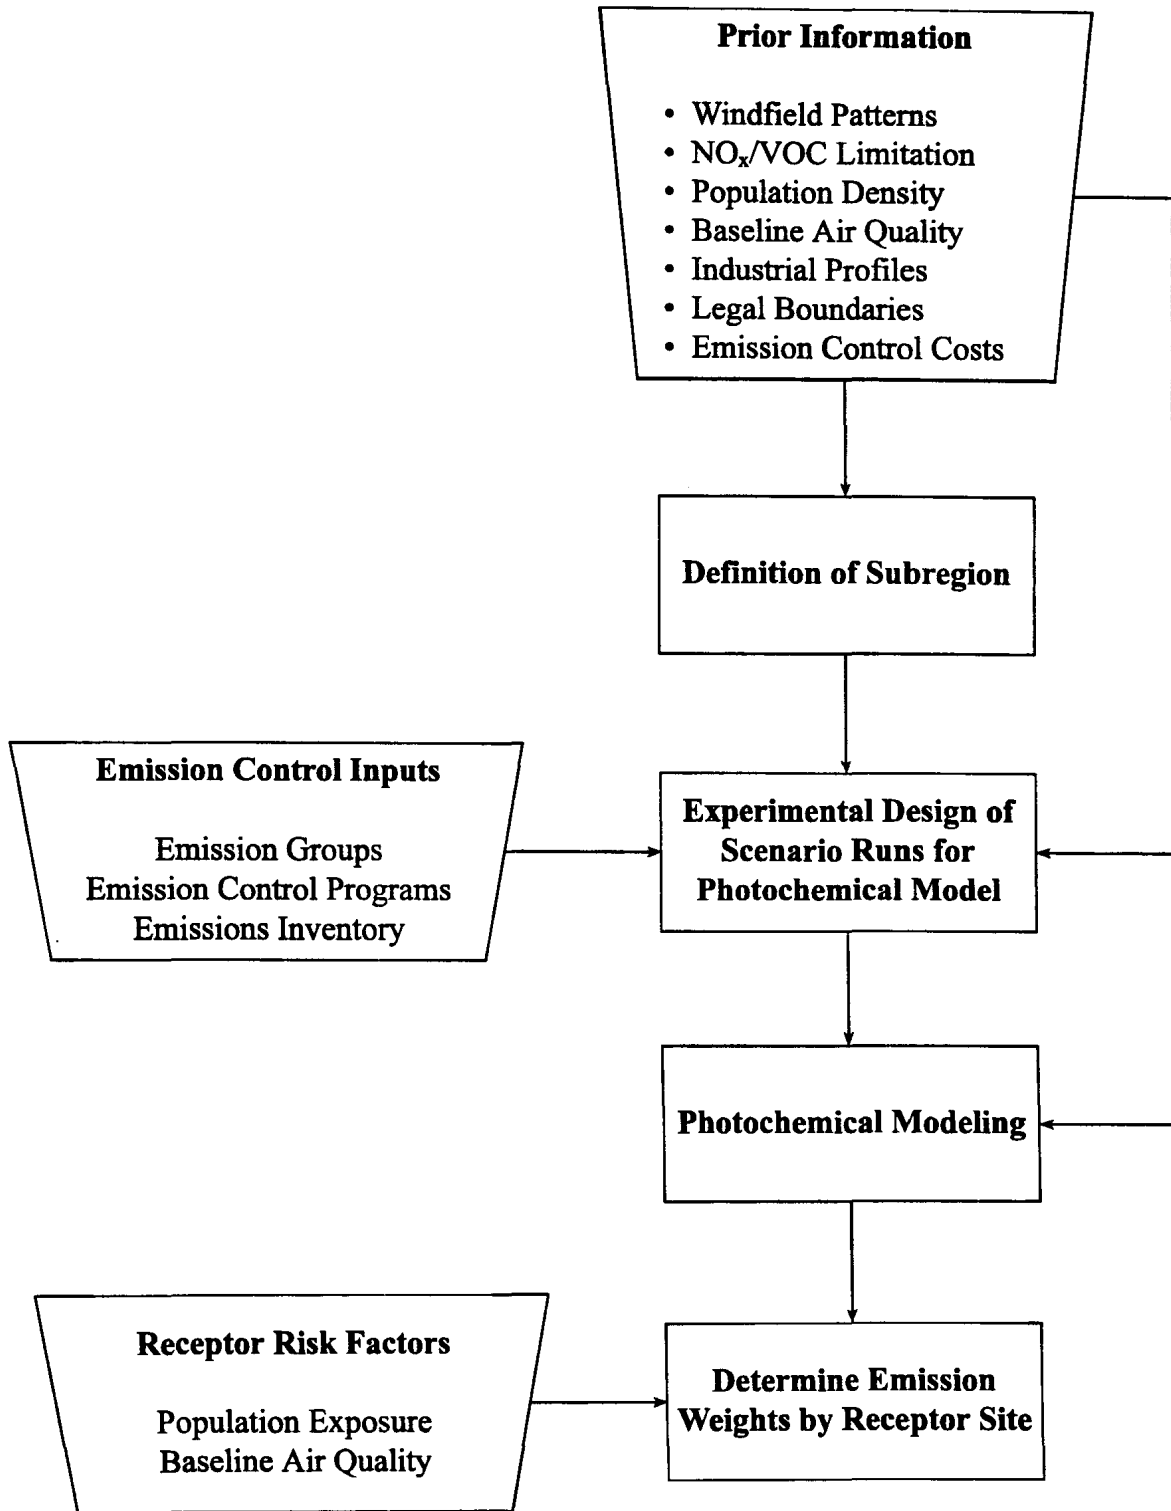 Prior Information
• Windfield Patterns
• NOₓ/VOC Limitation
• Population Density
• Baseline Air Quality
• Industrial Profiles
• Legal Boundaries
• Emission Control Costs
Definition of Subregion
Emission Control Inputs
Emission Groups
Emission Control Programs
Emissions Inventory
Experimental Design of
Scenario Runs for
Photochemical Model
Photochemical Modeling
Receptor Risk Factors
Population Exposure
Baseline Air Quality
Determine Emission
Weights by Receptor Site